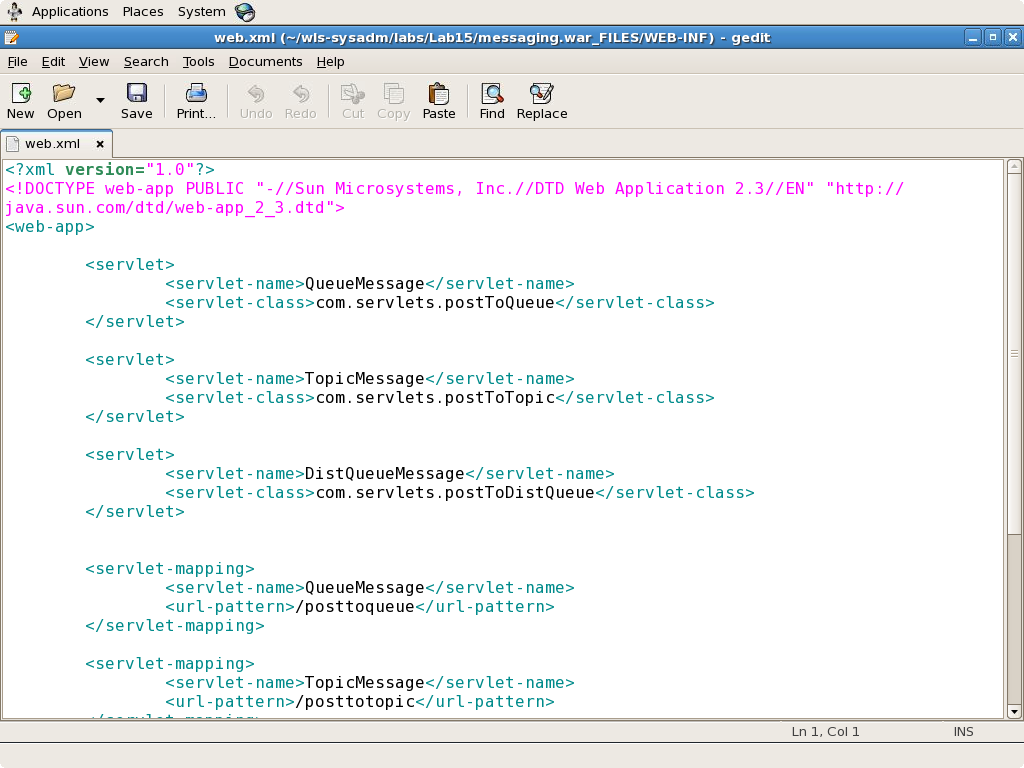 Applications Places System
web.xml (~/wls-sysadm/labs/Lab15/messaging.war_FILES/WEB-INF) - gedit
File Edit View Search Tools Documents Help
New Open Save Print... Undo Redo Cut Copy Paste Find Replace
web.xml
<?xml version="1.0"?>
<!DOCTYPE web-app PUBLIC "-//Sun Microsystems, Inc.//DTD Web Application 2.3//EN" "http://
java.sun.com/dtd/web-app_2_3.dtd">
<web-app>
<servlet>
<servlet-name>QueueMessage</servlet-name>
<servlet-class>com.servlets.postToQueue</servlet-class>
</servlet>
<servlet>
<servlet-name>TopicMessage</servlet-name>
<servlet-class>com.servlets.postToTopic</servlet-class>
</servlet>
<servlet>
<servlet-name>DistQueueMessage</servlet-name>
<servlet-class>com.servlets.postToDistQueue</servlet-class>
</servlet>
<servlet-mapping>
<servlet-name>QueueMessage</servlet-name>
<url-pattern>/posttoqueue</url-pattern>
</servlet-mapping>
<servlet-mapping>
<servlet-name>TopicMessage</servlet-name>
<url-pattern>/posttotopic</url-pattern>
</servlet-mapping>
Ln 1, Col 1 INS